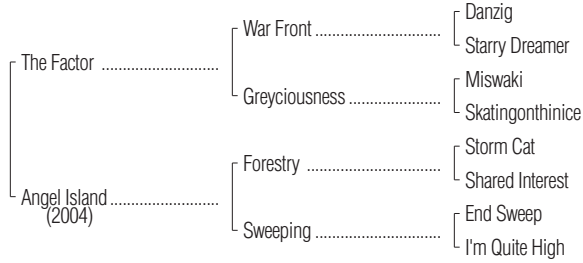 Danzig
War Front
Starry Dreamer
The Factor
Miswaki
Greyciousness
Skatingonthinice
Storm Cat
Forestry
Shared Interest
Angel Island
(2004)
End Sweep
Sweeping
I'm Quite High